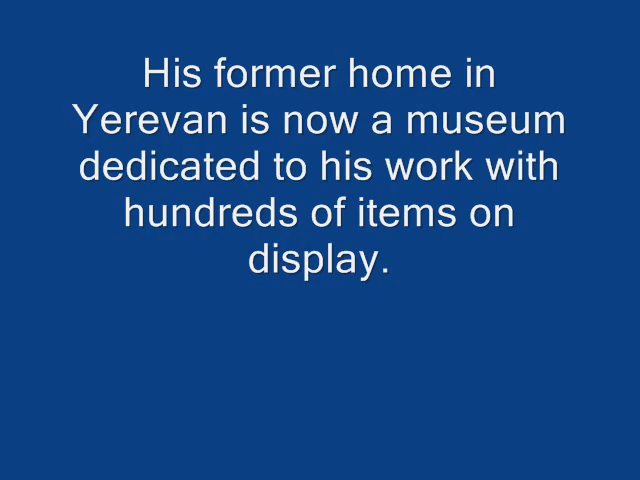 His former home in
Yerevan is now a museum
dedicated to his work with
hundreds of items on
display.